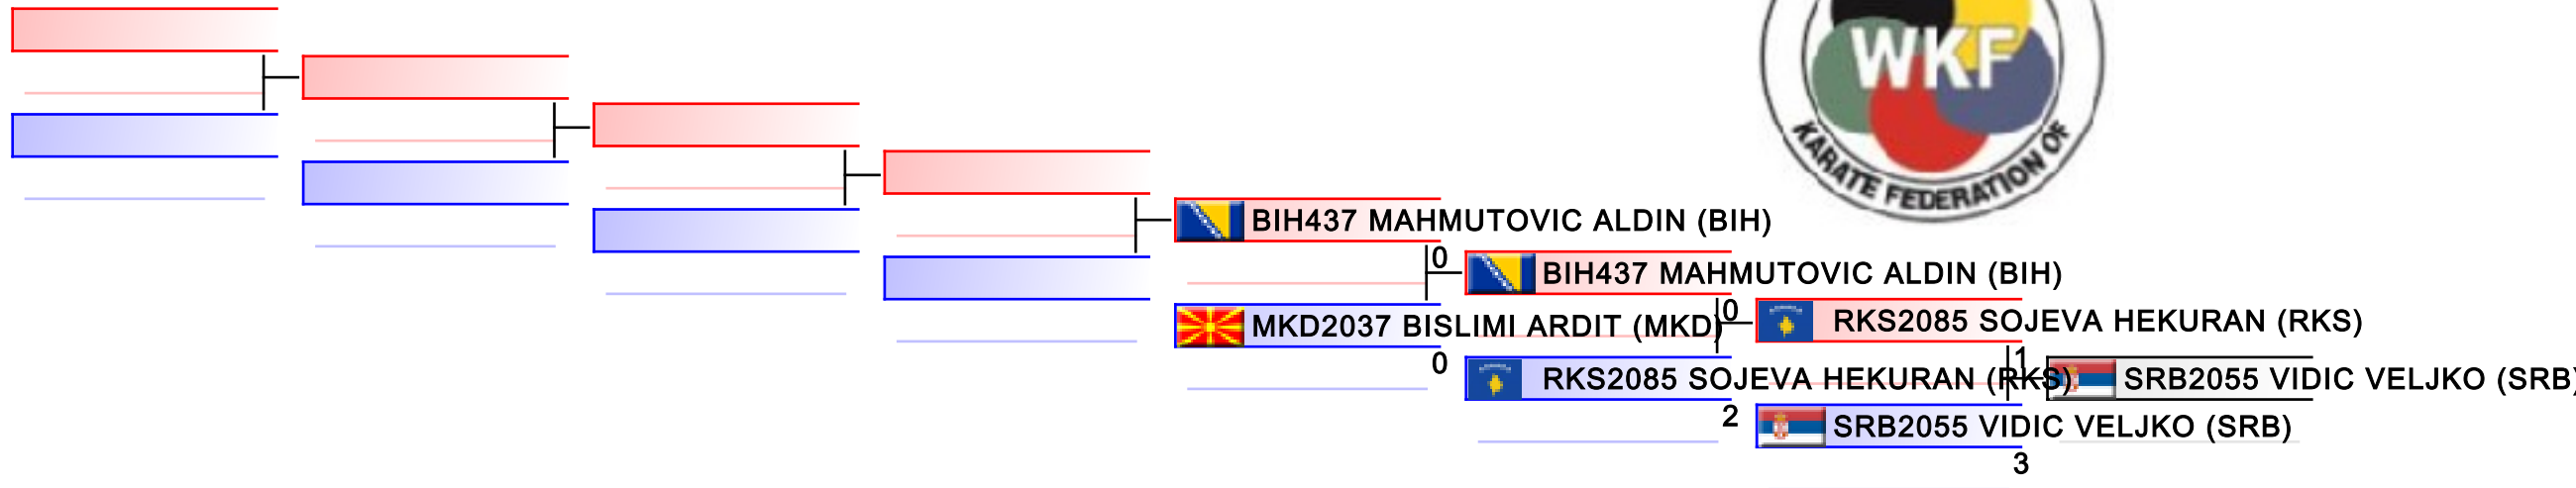 WKF
KARATE FEDERATION OF
BIH437 MAHMUTOVIC ALDIN (BIH)
0
BIH437 MAHMUTOVIC ALDIN (BIH)
0
MKD2037 BISLIMI ARDIT (MKD)
RKS2085 SOJEVA HEKURAN (RKS)
0
1
RKS2085 SOJEVA HEKURAN (RKS)
SRB2055 VIDIC VELJKO (SRB)
2
SRB2055 VIDIC VELJKO (SRB)
3